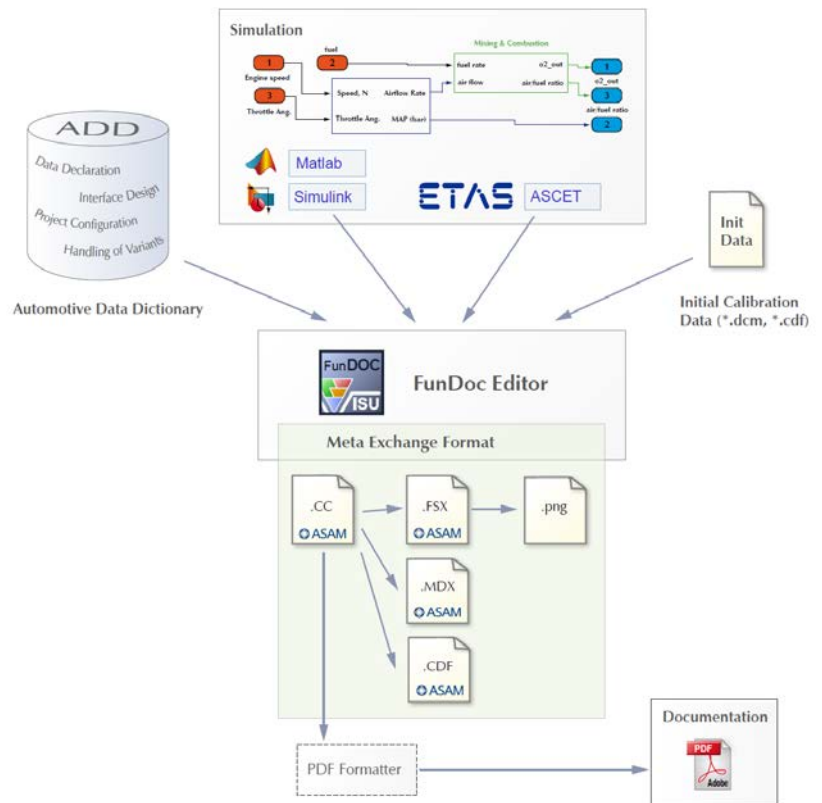 Simulation
Mixing & Combustion
fuel
2
fuel rate
o2_out
1
o2_out
1
Engine speed
air flow
air:fuel ratio
3
air:fuel ratio
Speed, N
Airflow Rate
3
Throttle Ang.
Throttle Ang.
MAP (bar)
2
Matlab
Simulink
ETAS
ASCET
ADD
Data Declaration
Interface Design
Project Configuration
Handling of Variants
Automotive Data Dictionary
Init
Data
Initial Calibration
Data (*.dcm, *.cdf)
FunDOC
VISU
FunDoc Editor
Meta Exchange Format
.CC
ASAM
.FSX
ASAM
.png
.MDX
ASAM
.CDF
ASAM
PDF Formatter
Documentation
PDF
Adobe